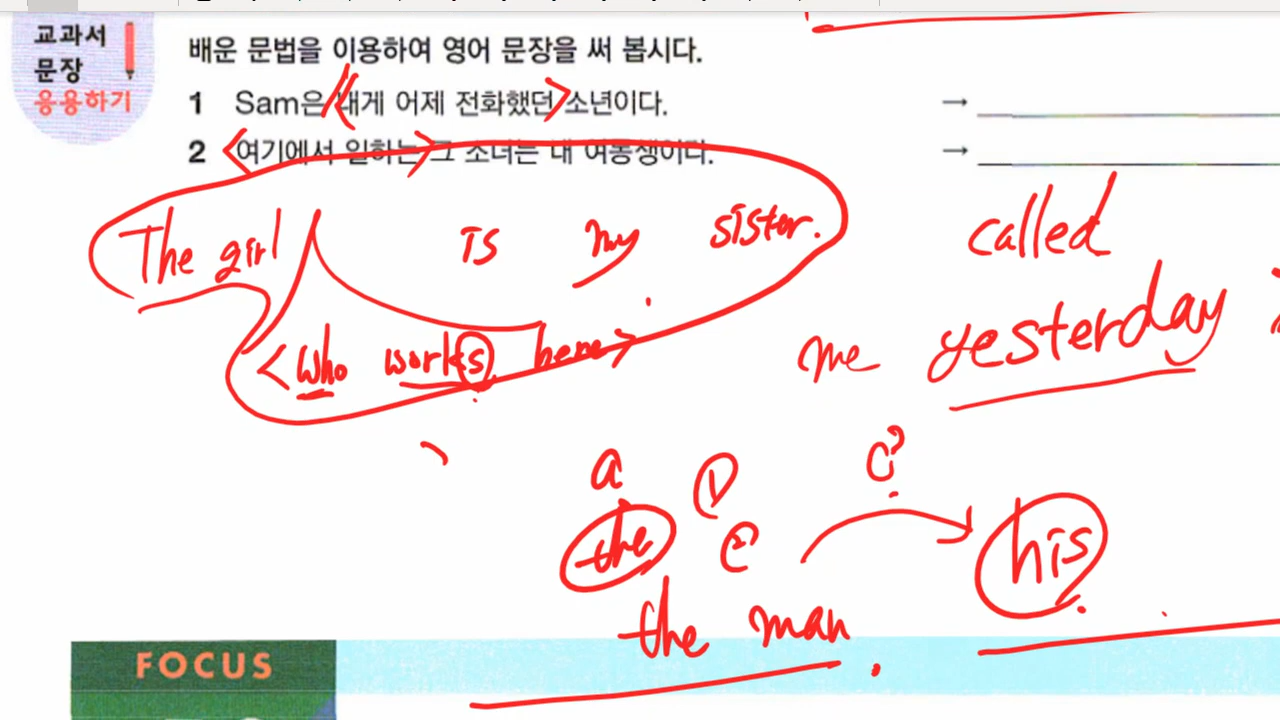 교과서
문장
응용하기
배운 문법을 이용하여 영어 문장을 써 봅시다.
1 Sam은 내게 어제 전화했던 소년이다. →
2 여기에서 일하는 그 소녀는 내 여동생이다. →
The girl is my sister.
<who works here>
called
me yesterday
a
the
①
②
his
the man
FOCUS